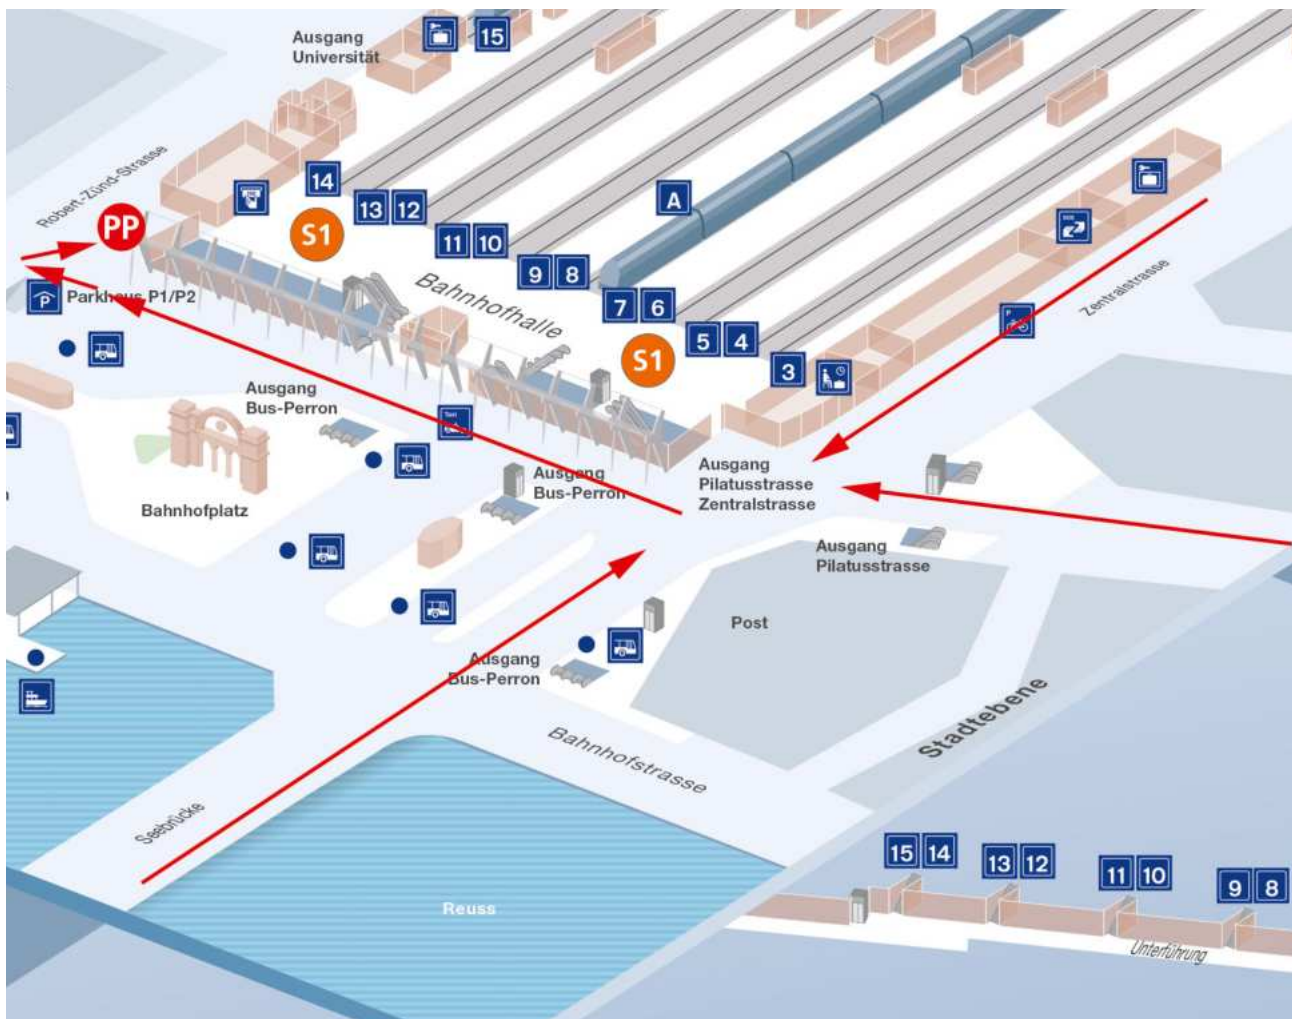 Ausgang
Universität
15
Robert-Zünd-Strasse
14
13 12
A
PP
S1
11 10
9 8
7 6
5 4
3
S1
Bahnhofhalle
Zentralstrasse
P
P
Parkhaus P1/P2
Ausgang
Bus-Perron
Taxi
Ausgang
Bus-Perron
Ausgang
Pilatusstrasse
Zentralstrasse
Bahnhofplatz
Ausgang
Pilatusstrasse
Post
Ausgang
Bus-Perron
Stadtebene
Bahnhofstrasse
Seebrücke
Reuss
15 14
13 12
11 10
9 8
Unterführung